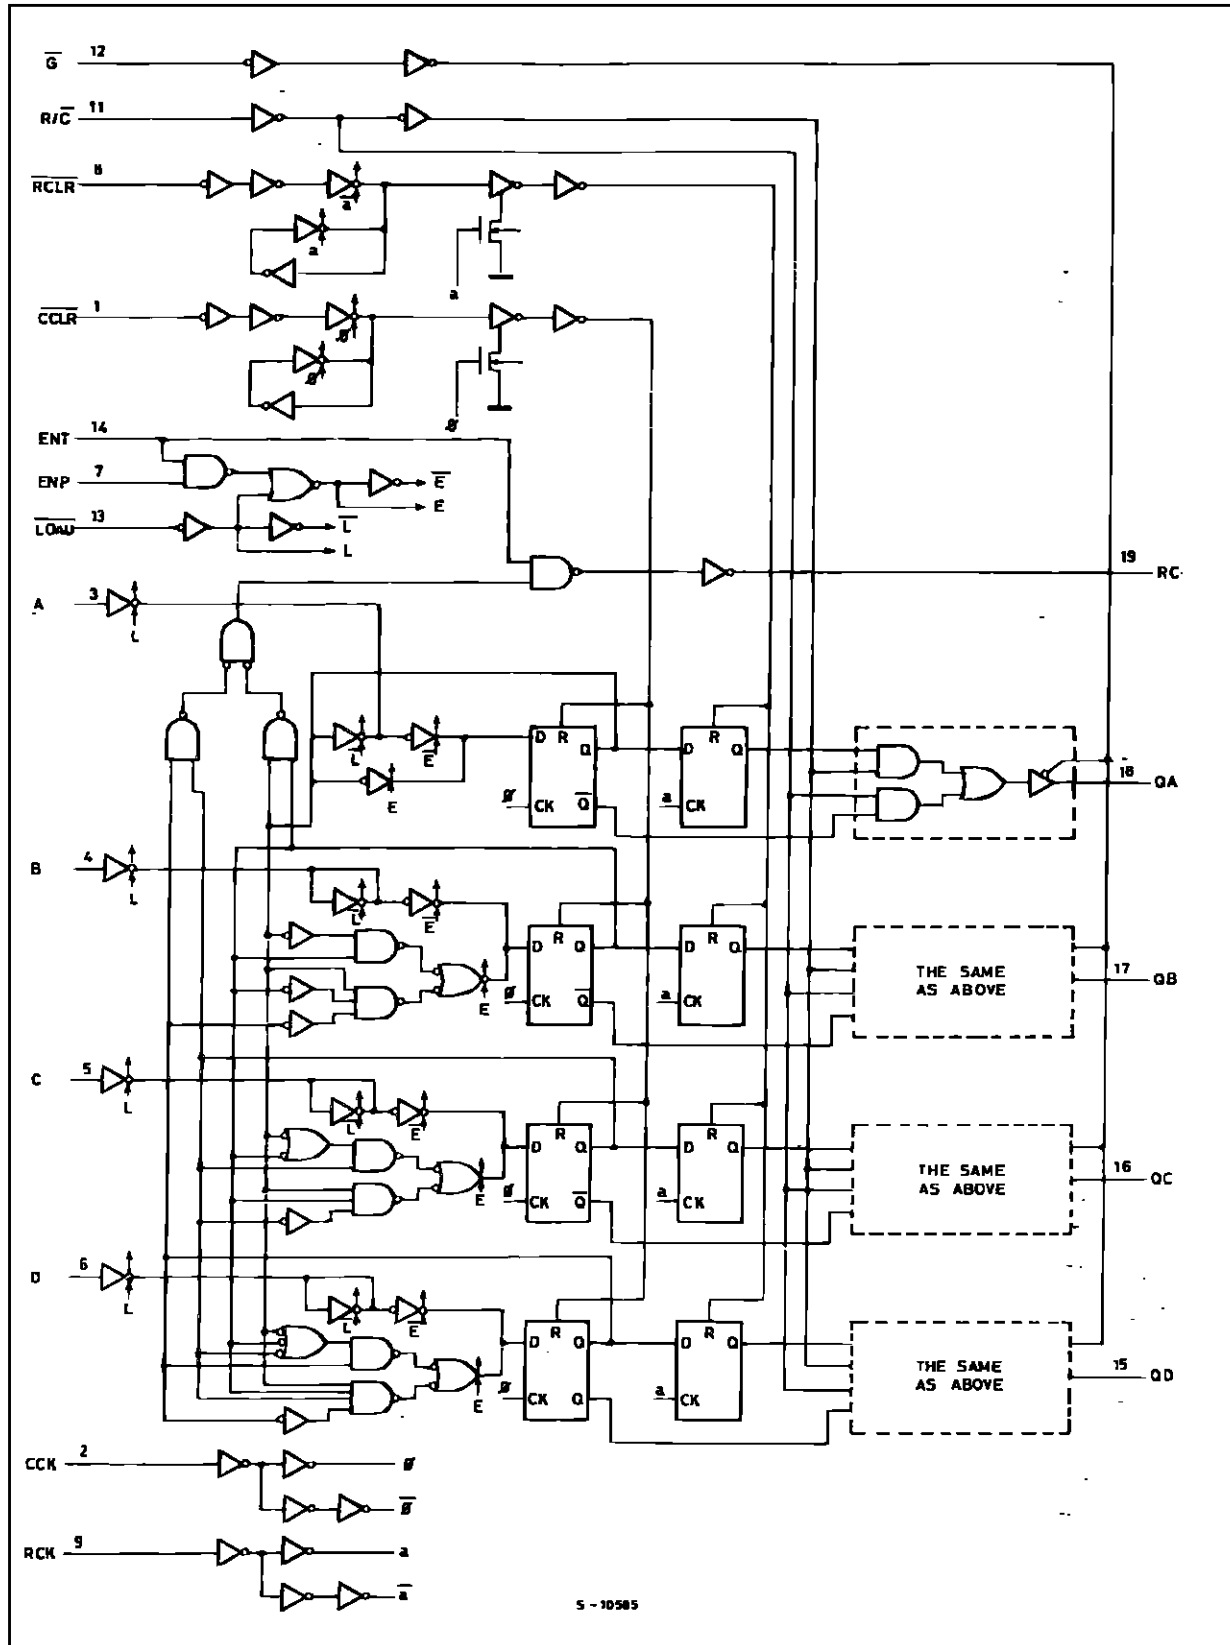 G 12
R/C 11
RCLR 8
a
a
a
CCLR 1
Ø
Ø
Ø
ENT 14
ENP 7
E
E
LOAD 13
L
L
19 RC
A 3
L
L
E
E
D R Q
Ø CK Q
D R Q
a CK
18 QA
B 4
L
L
E
E
D R Q
Ø CK Q
D R Q
a CK
THE SAME
AS ABOVE
17 QB
C 5
L
L
E
E
D R Q
Ø CK Q
D R Q
a CK
THE SAME
AS ABOVE
16 QC
D 6
L
L
E
E
D R Q
Ø CK Q
D R Q
a CK
THE SAME
AS ABOVE
15 QD
CCK 2
Ø
Ø
RCK 9
a
a
S-10585